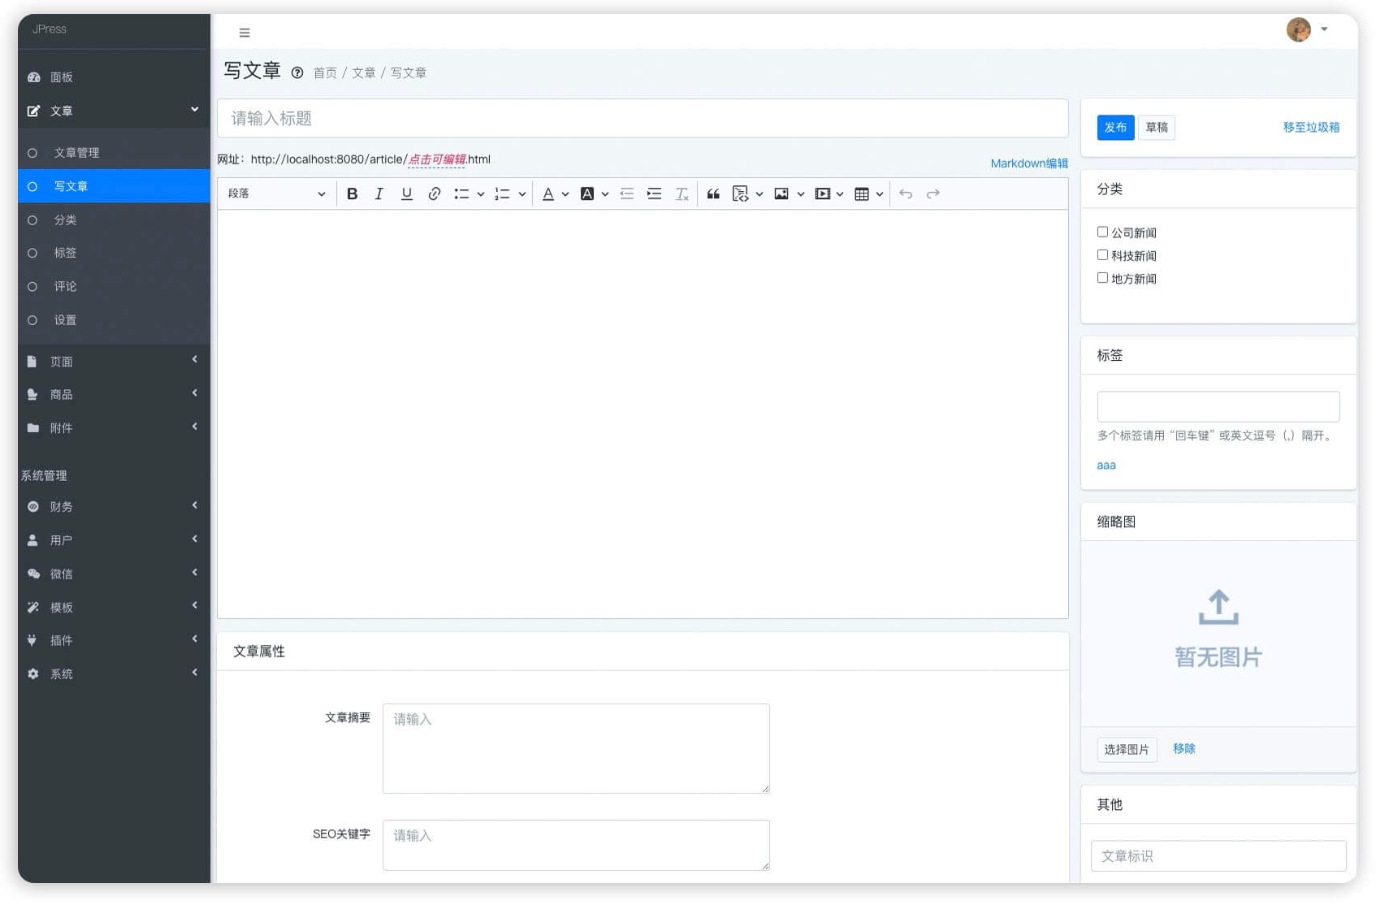 JPress
面板
文章
文章管理
写文章
分类
标签
评论
设置
页面
商品
附件
系统管理
财务
用户
微信
模板
插件
系统
写文章 首页 / 文章 / 写文章
请输入标题
网址：http://localhost:8080/article/点击可编辑.html
Markdown编辑
段落
文章属性
文章摘要 请输入
SEO关键字 请输入
发布 草稿 移至垃圾箱
分类
公司新闻
科技新闻
地方新闻
标签
多个标签请用“回车键”或英文逗号（,）隔开。
aaa
缩略图
暂无图片
选择图片 移除
其他
文章标识